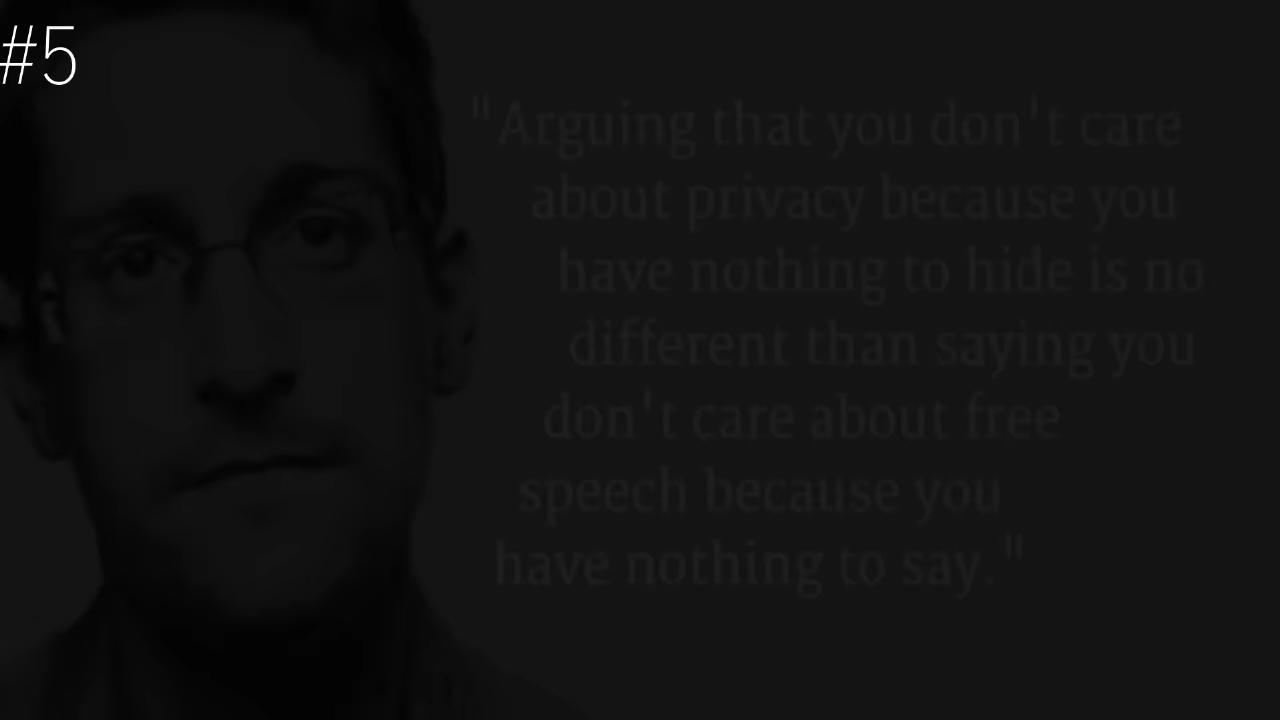 #5
"Arguing that you don't care
about privacy because you
have nothing to hide is no
different than saying you
don't care about free
speech because you
have nothing to say."